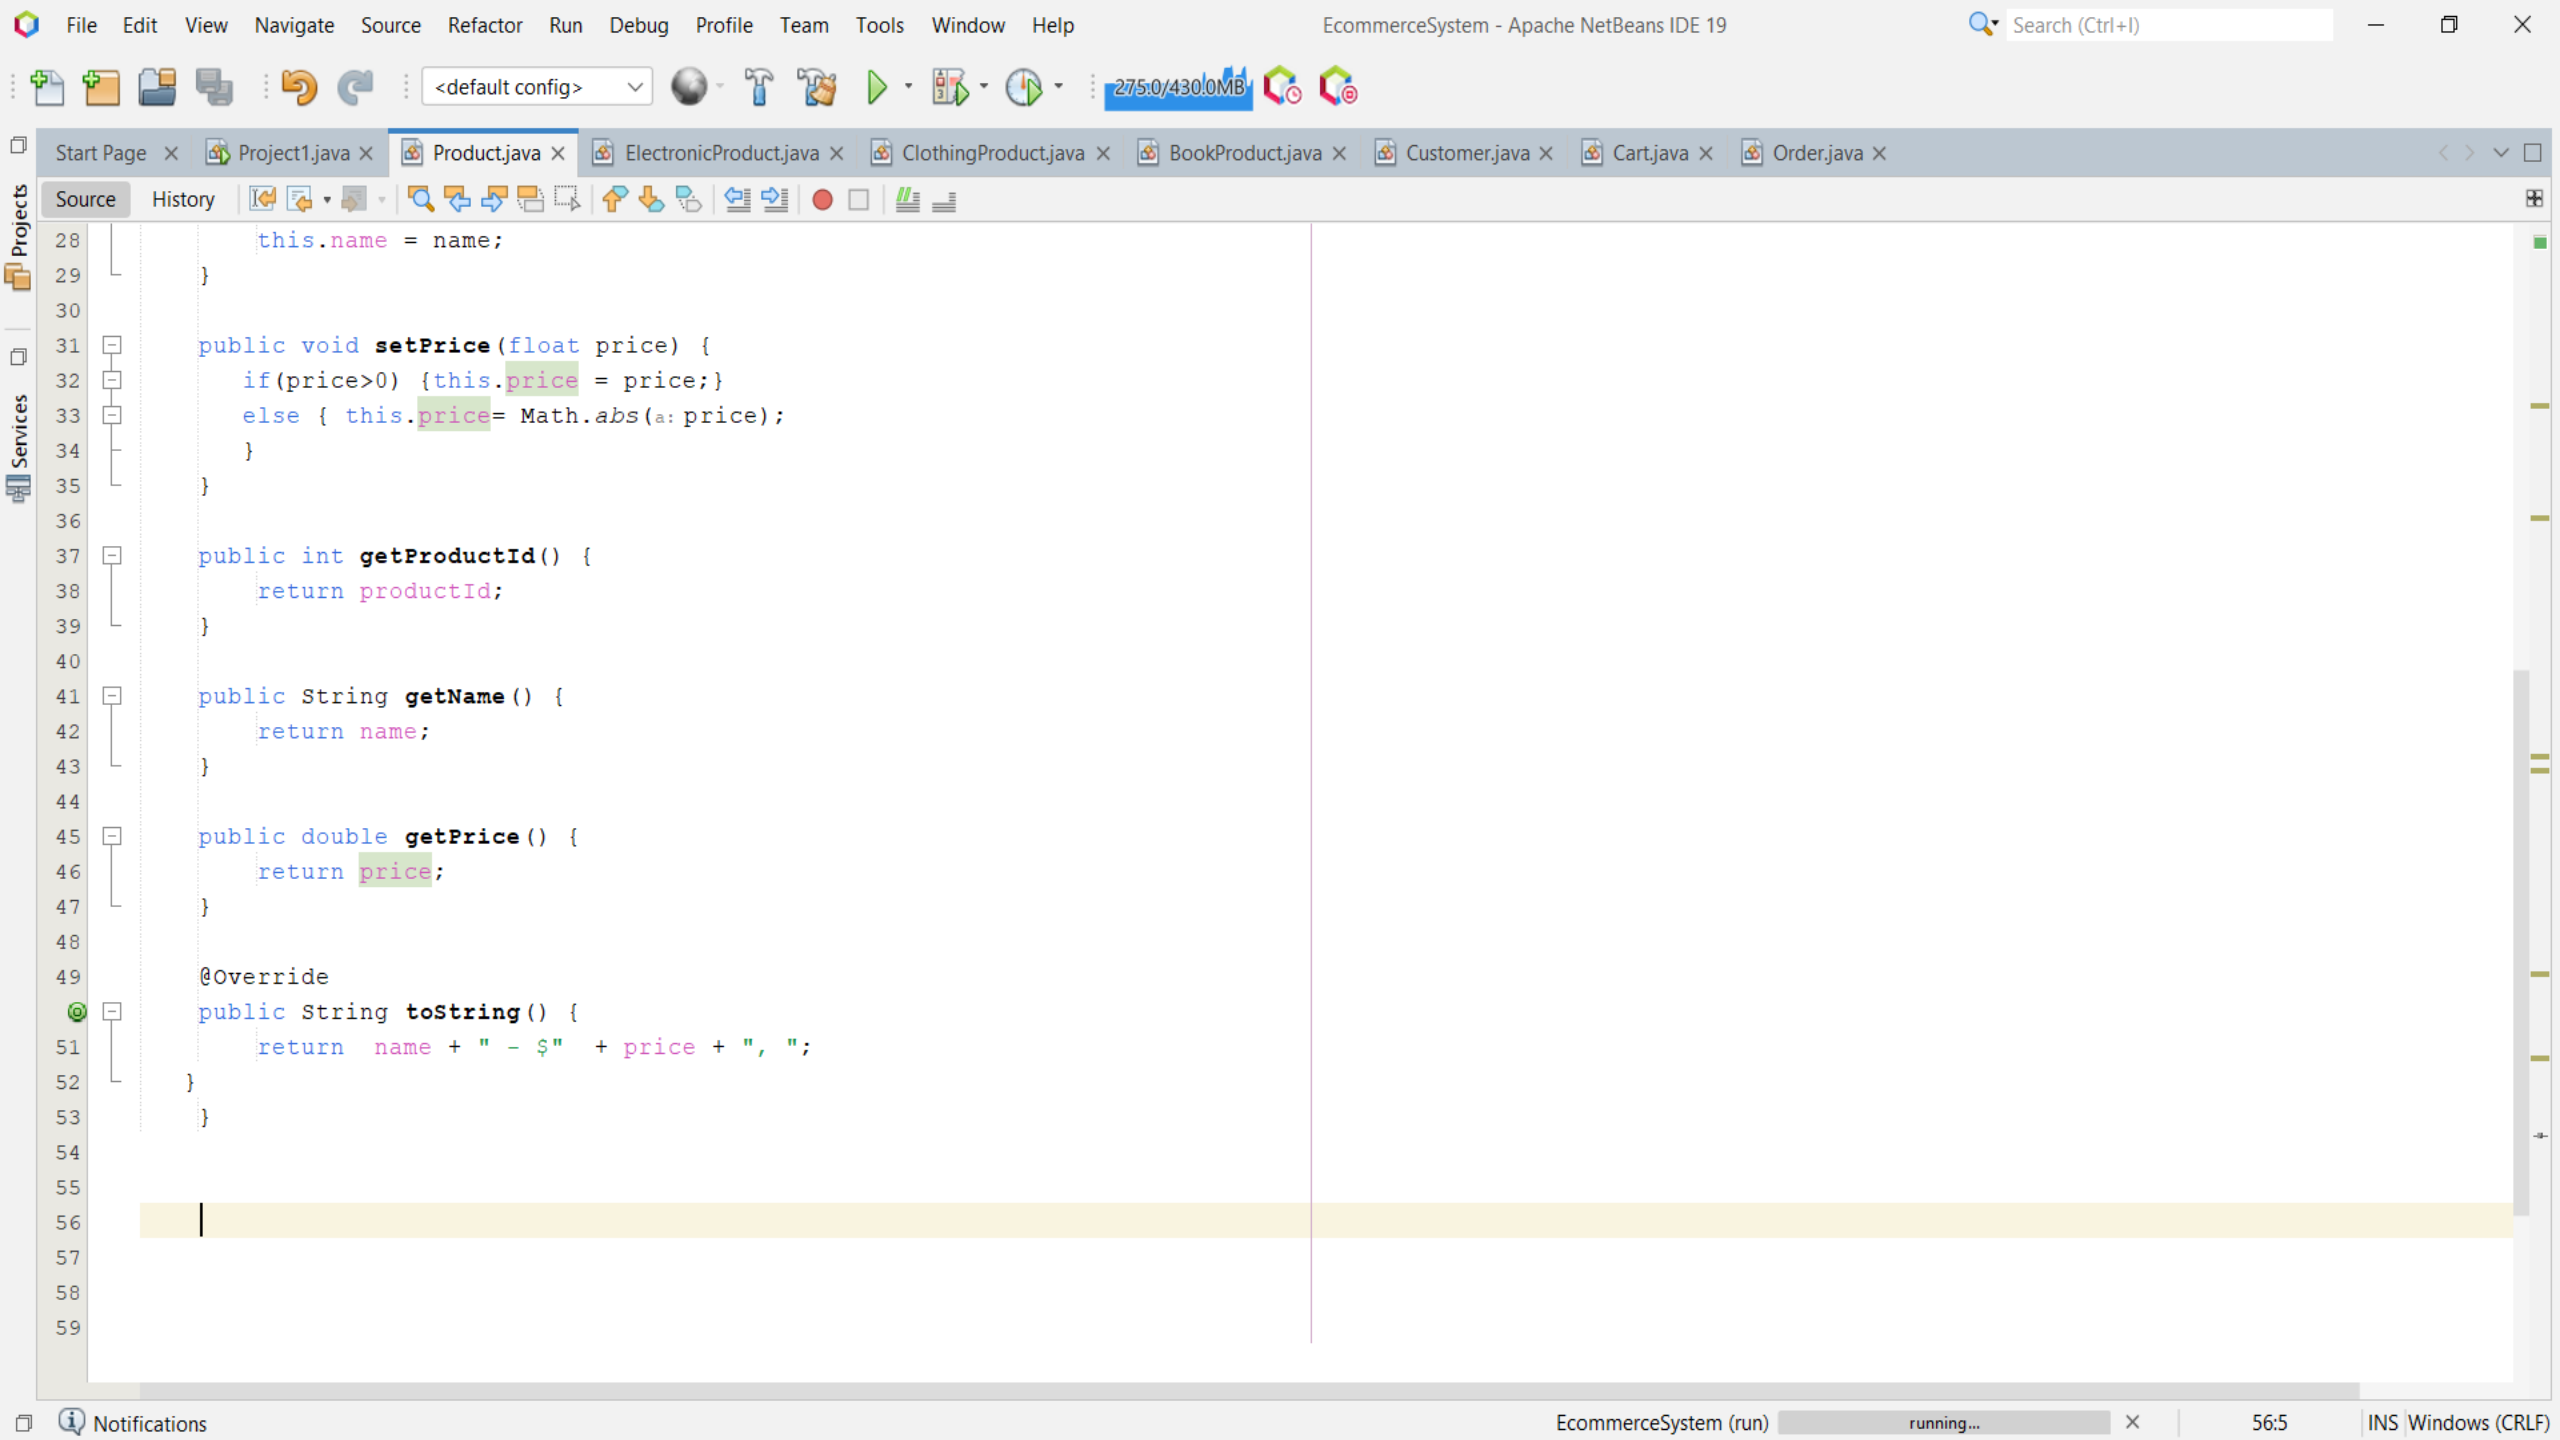 File Edit View Navigate Source Refactor Run Debug Profile Team Tools Window Help EcommerceSystem - Apache NetBeans IDE 19 Search (Ctrl+I)
<default config> 275.0/430.0MB
Start Page Project1.java Product.java ElectronicProduct.java ClothingProduct.java BookProduct.java Customer.java Cart.java Order.java
Source History
Projects
Services
28 this.name = name;
29 }
30
31 public void setPrice(float price) {
32 if(price>0) {this.price = price;}
33 else { this.price= Math.abs(a: price);
34 }
35 }
36
37 public int getProductId() {
38 return productId;
39 }
40
41 public String getName() {
42 return name;
43 }
44
45 public double getPrice() {
46 return price;
47 }
48
49 @Override
public String toString() {
51 return name + " - $" + price + ", ";
52 }
53 }
54
55
56
57
58
59
Notifications EcommerceSystem (run) running... 56:5 INS Windows (CRLF)